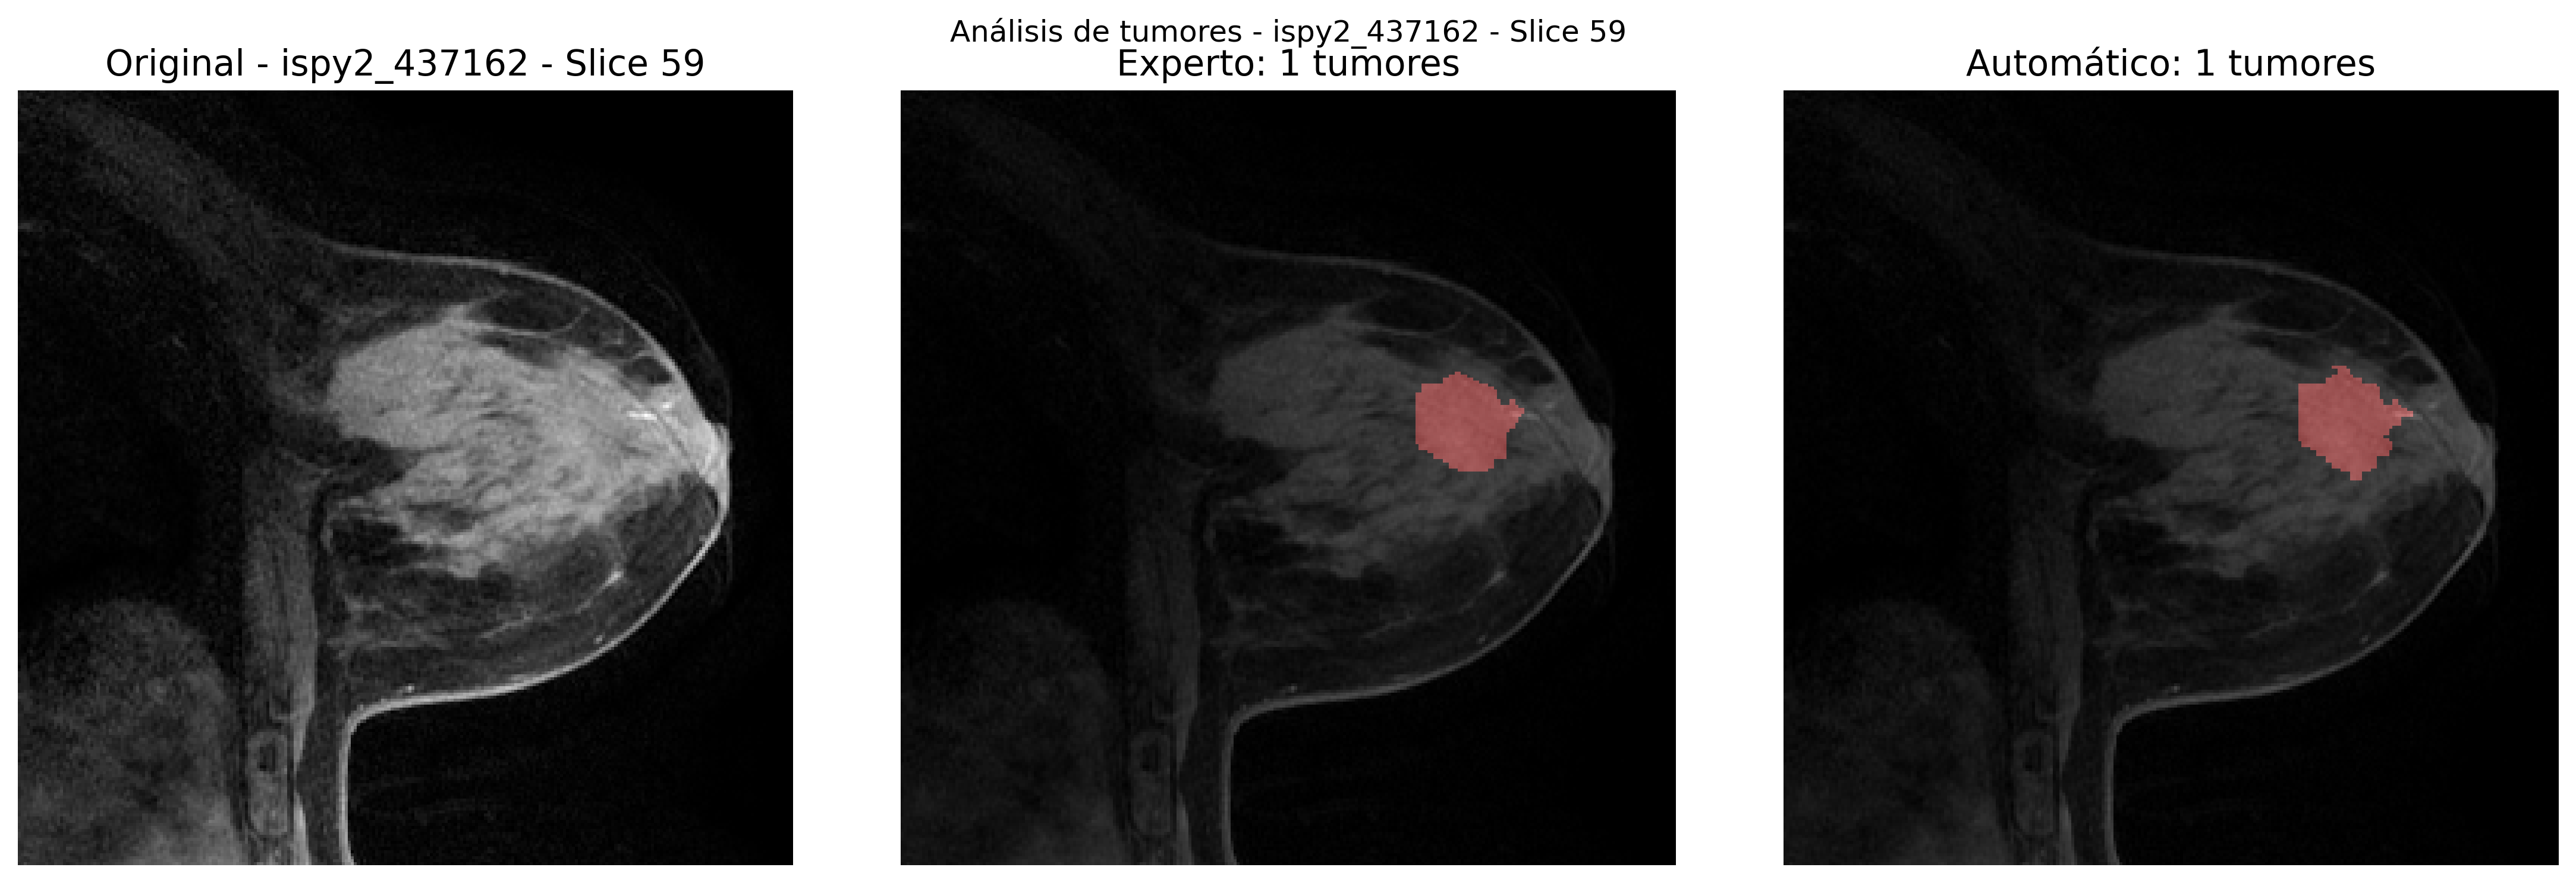 Análisis de tumores - ispy2_437162 - Slice 59
Original - ispy2_437162 - Slice 59
Experto: 1 tumores
Automático: 1 tumores